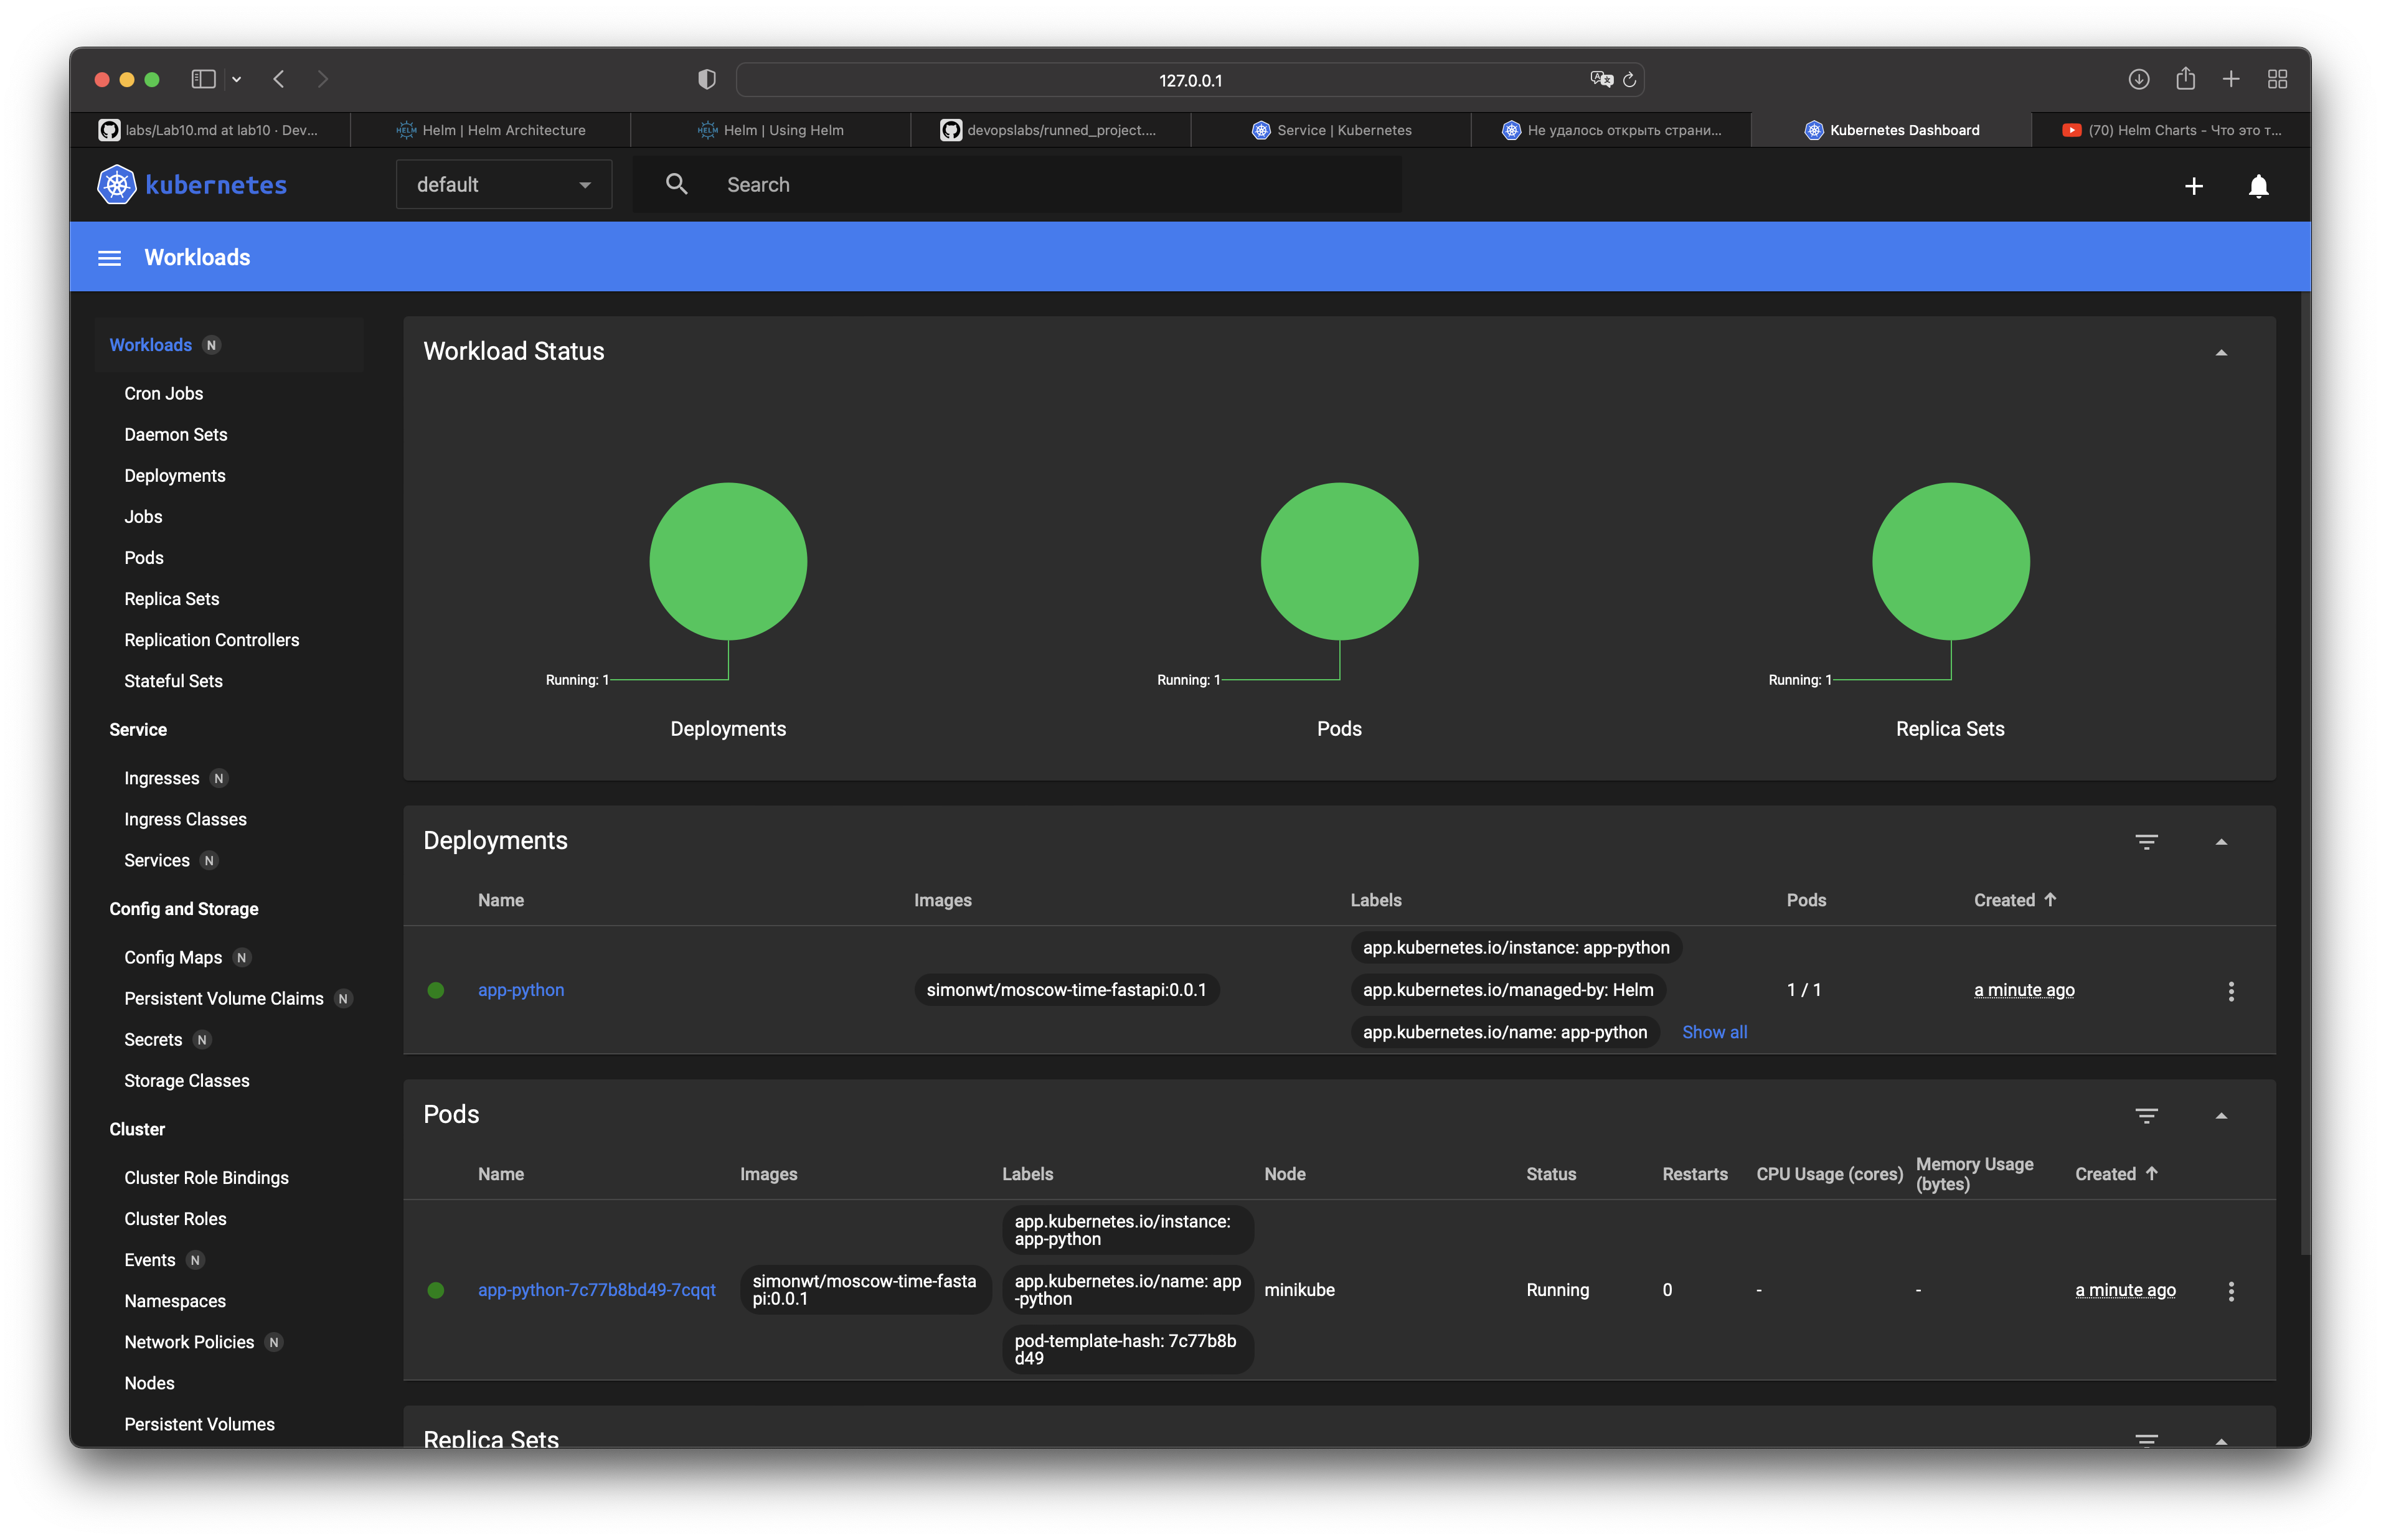 127.0.0.1
labs/Lab10.md at lab10 · Dev...
Helm | Helm Architecture
Helm | Using Helm
devopslabs/runned_project....
Service | Kubernetes
Не удалось открыть страни...
Kubernetes Dashboard
(70) Helm Charts - Что это т...
kubernetes
default
Search
Workloads
Workloads N
Cron Jobs
Daemon Sets
Deployments
Jobs
Pods
Replica Sets
Replication Controllers
Stateful Sets
Service
Ingresses N
Ingress Classes
Services N
Config and Storage
Config Maps N
Persistent Volume Claims N
Secrets N
Storage Classes
Cluster
Cluster Role Bindings
Cluster Roles
Events N
Namespaces
Network Policies N
Nodes
Persistent Volumes
Workload Status
Running: 1
Deployments
Running: 1
Pods
Running: 1
Replica Sets
Deployments
Name Images Labels Pods Created
app-python
simonwt/moscow-time-fastapi:0.0.1
app.kubernetes.io/instance: app-python
app.kubernetes.io/managed-by: Helm
app.kubernetes.io/name: app-python
Show all
1 / 1
a minute ago
Pods
Name Images Labels Node Status Restarts CPU Usage (cores) Memory Usage
(bytes) Created
app-python-7c77b8bd49-7cqqt
simonwt/moscow-time-fasta
pi:0.0.1
app.kubernetes.io/instance:
app-python
app.kubernetes.io/name: app
-python
pod-template-hash: 7c77b8b
d49
minikube
Running
0
-
-
a minute ago
Replica Sets